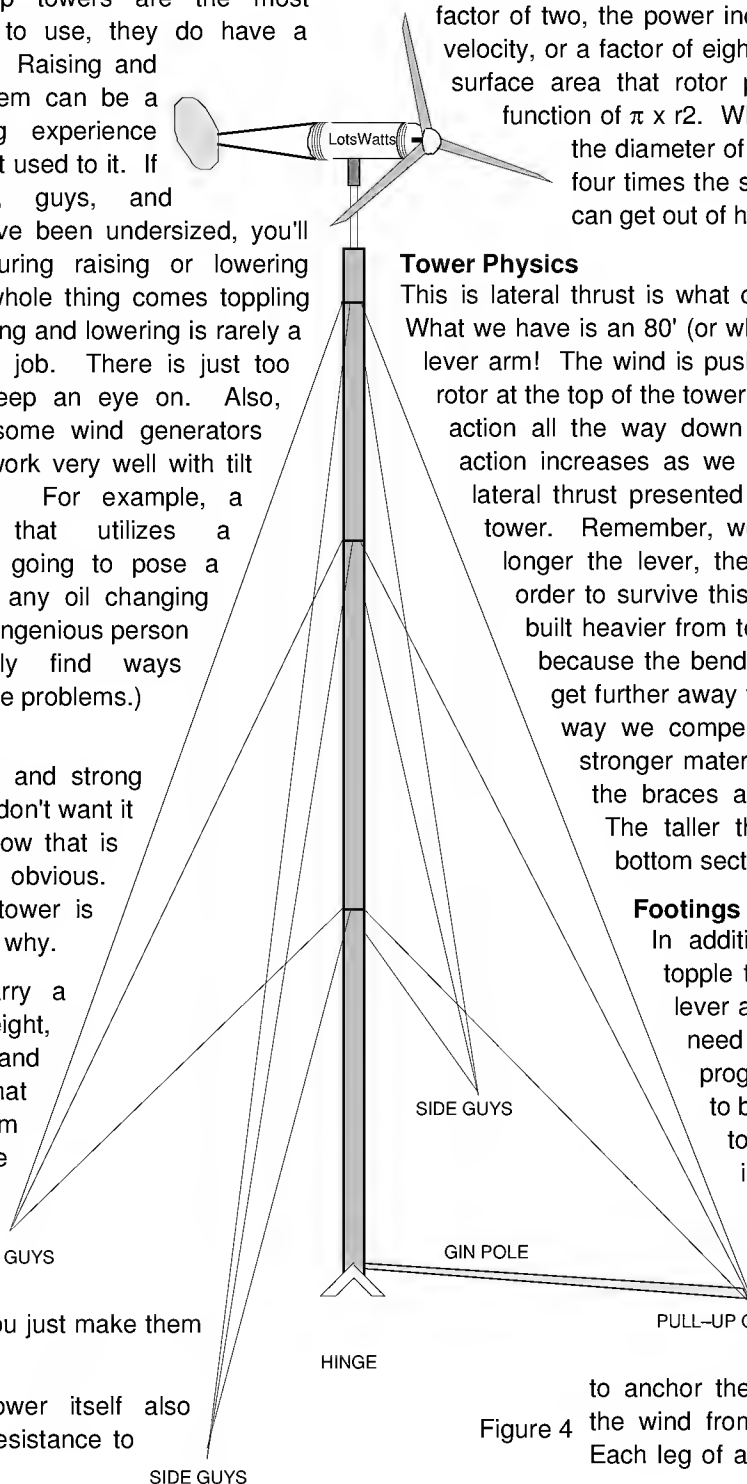 towers are the most
to use, they do have a
Raising and
em can be a
g experience
t used to it. If
, guys, and
ve been undersized, you'll
uring raising or lowering
whole thing comes toppling
ng and lowering is rarely a
job. There is just too
eep an eye on. Also,
some wind generators
work very well with tilt
For example, a
that utilizes a
going to pose a
any oil changing
ngenious person
ly find ways
e problems.)
and strong
don't want it
ow that is
obvious.
tower is
why.
rry a
eight,
and
hat
m
e
GUYS
ou just make them
ower itself also
esistance to
SIDE GUYS
LotsWatts
SIDE GUYS
GIN POLE
PULL–UP
HINGE
Figure 4
factor of two, the power inc
velocity, or a factor of eigh
surface area that rotor p
function of π x r2. W
the diameter of
four times the s
can get out of h
Tower Physics
This is lateral thrust is what c
What we have is an 80' (or w
lever arm! The wind is pus
rotor at the top of the tower
action all the way down
action increases as we
lateral thrust presented
tower. Remember, w
longer the lever, the
order to survive this
built heavier from t
because the bend
get further away
way we compe
stronger mater
the braces a
The taller th
bottom sect
Footings
In additi
topple t
lever a
need
prog
to b
to
i
to anchor the
the wind from
Each leg of a